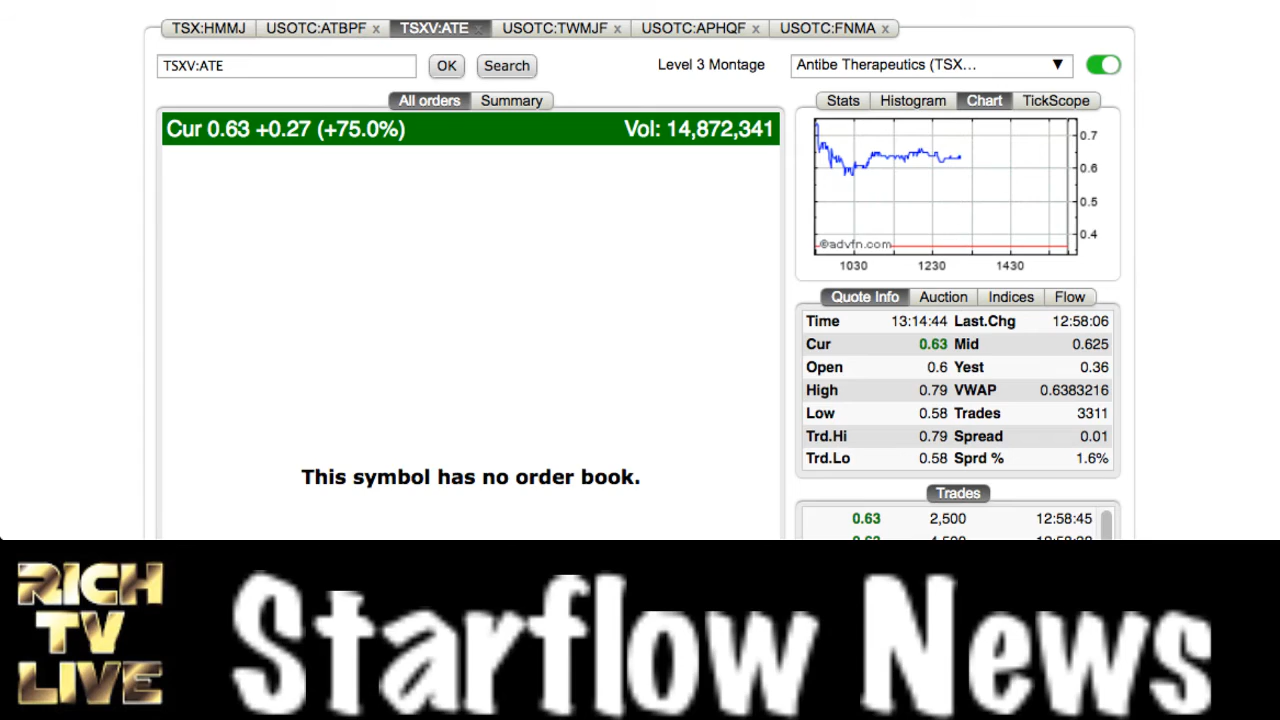 TSX:HMMJ USOTC:ATBPF x TSXV:ATE x USOTC:TWMJF x USOTC:APHQF x USOTC:FNMA x
TSXV:ATE OK Search Level 3 Montage Antibe Therapeutics (TSX... ▼
All orders Summary
Stats Histogram Chart TickScope
Cur 0.63 +0.27 (+75.0%) Vol: 14,872,341
0.7
0.6
0.5
0.4
©advfn.com
1030 1230 1430
Quote Info Auction Indices Flow
Time 13:14:44 Last.Chg 12:58:06
Cur 0.63 Mid 0.625
Open 0.6 Yest 0.36
High 0.79 VWAP 0.6383216
Low 0.58 Trades 3311
Trd.Hi 0.79 Spread 0.01
Trd.Lo 0.58 Sprd % 1.6%
This symbol has no order book.
Trades
0.63 2,500 12:58:45
RICH
TV
LIVE
Starflow News